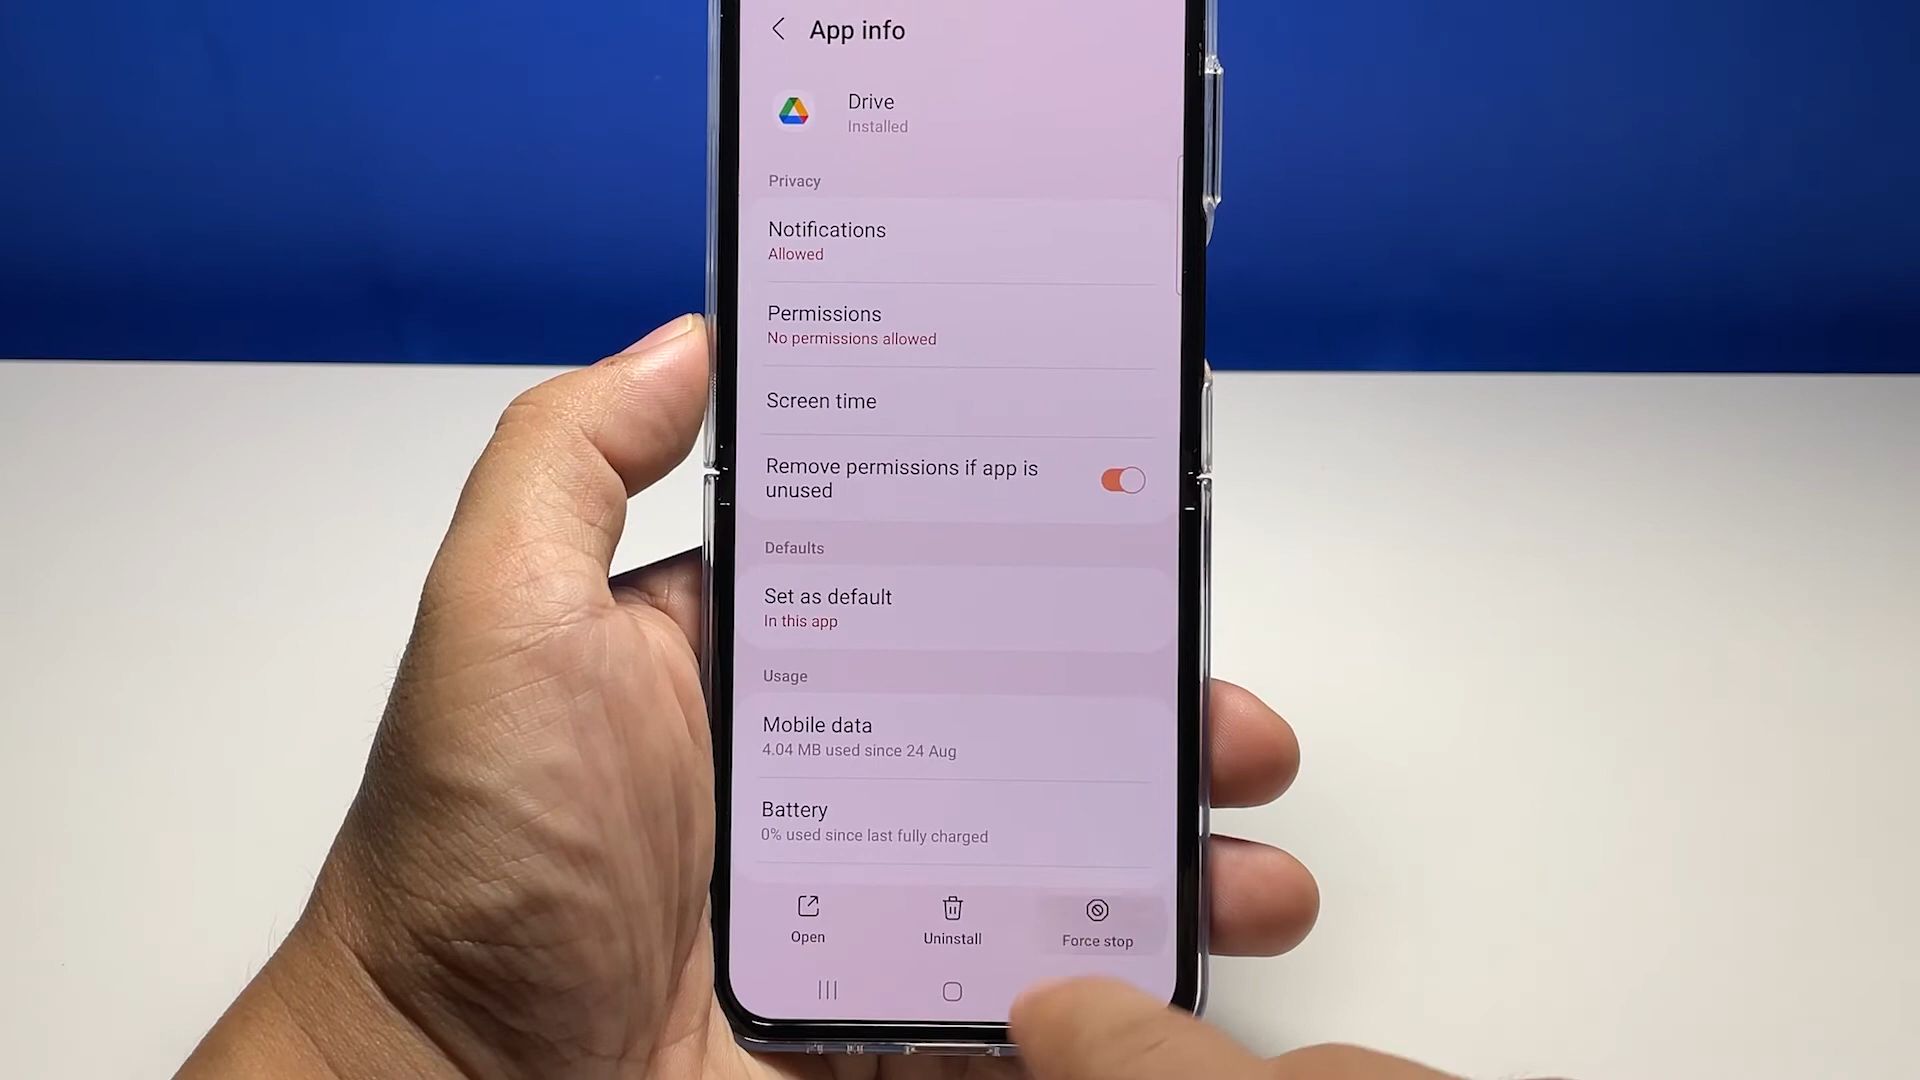 App info
Drive
Installed
Privacy
Notifications
Allowed
Permissions
No permissions allowed
Screen time
Remove permissions if app is
unused
Defaults
Set as default
In this app
Usage
Mobile data
4.04 MB used since 24 Aug
Battery
0% used since last fully charged
Open
Uninstall
Force stop